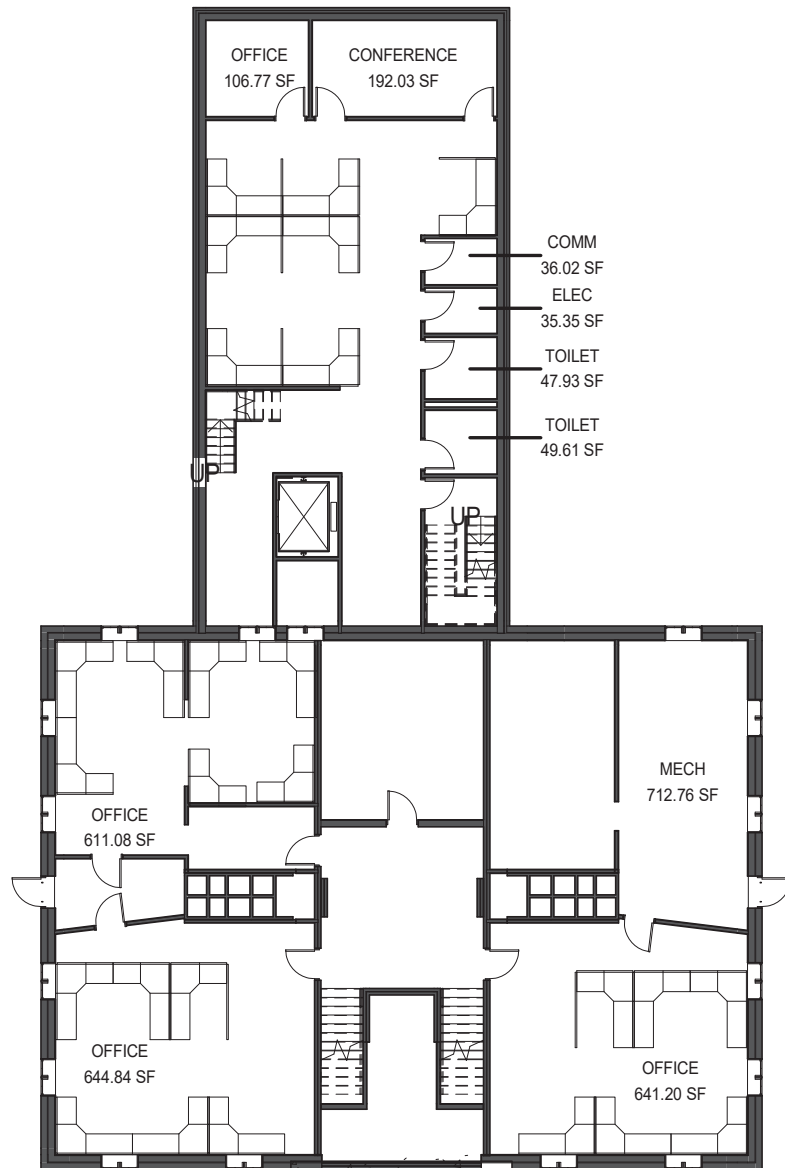 OFFICE
106.77 SF
CONFERENCE
192.03 SF
COMM
36.02 SF
ELEC
35.35 SF
TOILET
47.93 SF
TOILET
49.61 SF
UP
UP
MECH
712.76 SF
OFFICE
611.08 SF
OFFICE
644.84 SF
OFFICE
641.20 SF